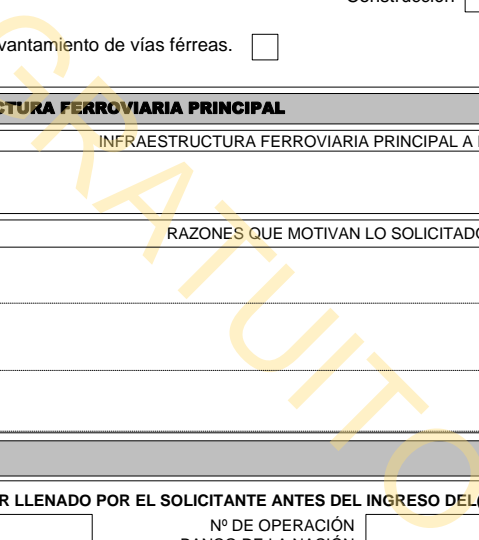 Construcción
vantamiento de vías férreas.
CTURA FERROVIARIA PRINCIPAL
INFRAESTRUCTURA FERROVIARIA PRINCIPAL A
RAZONES QUE MOTIVAN LO SOLICITADO
R LLENADO POR EL SOLICITANTE ANTES DEL INGRESO DEL(
Nº DE OPERACIÓN
BANCO DE LA NACIÓN
GRATUITO